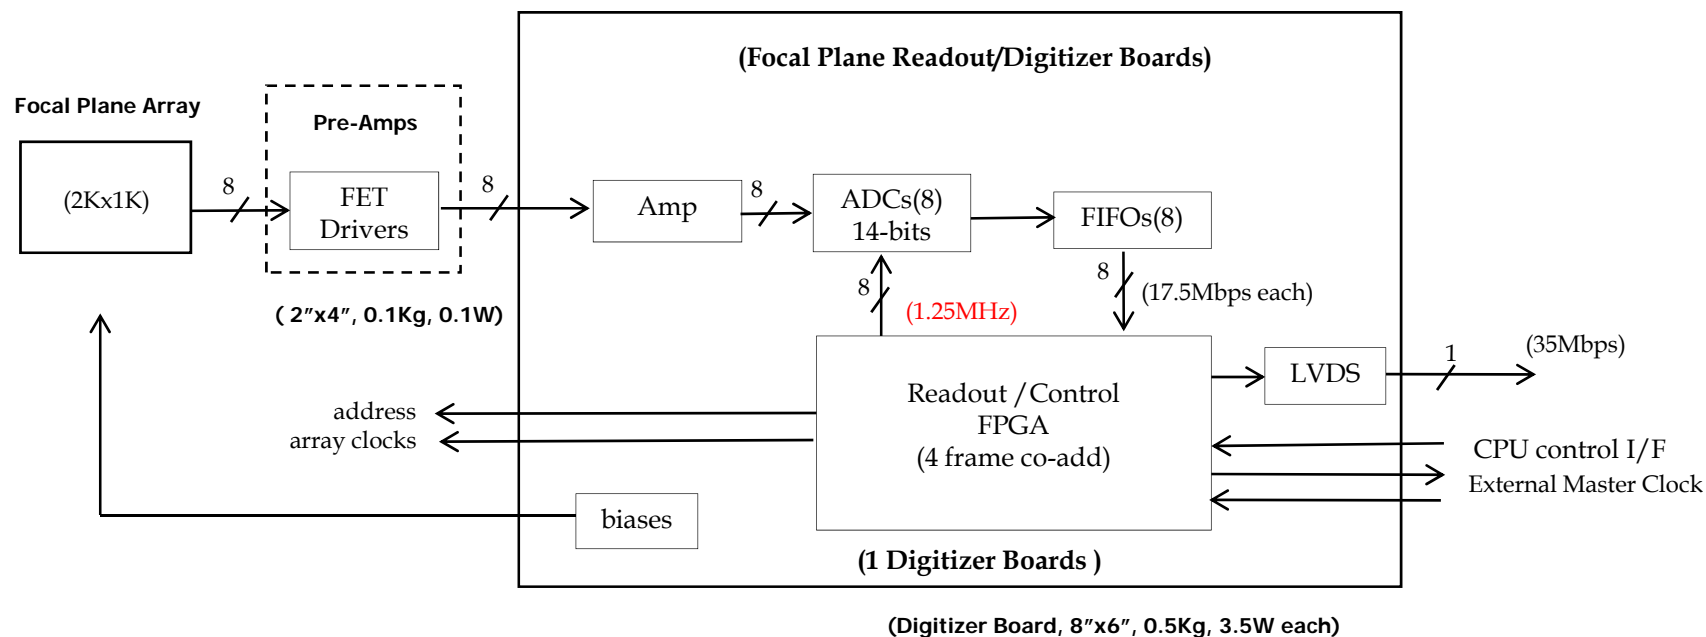 (Focal Plane Readout/Digitizer Boards)
Focal Plane Array
Pre-Amps
(2Kx1K)
8
FET
Drivers
8
Amp
8
ADCs(8)
14-bits
FIFOs(8)
8
(1.25MHz)
8
(17.5Mbps each)
( 2”x4”, 0.1Kg, 0.1W)
Readout /Control
FPGA
(4 frame co-add)
LVDS
1
(35Mbps)
address
array clocks
CPU control I/F
External Master Clock
biases
(1 Digitizer Boards )
(Digitizer Board, 8”x6”, 0.5Kg, 3.5W each)